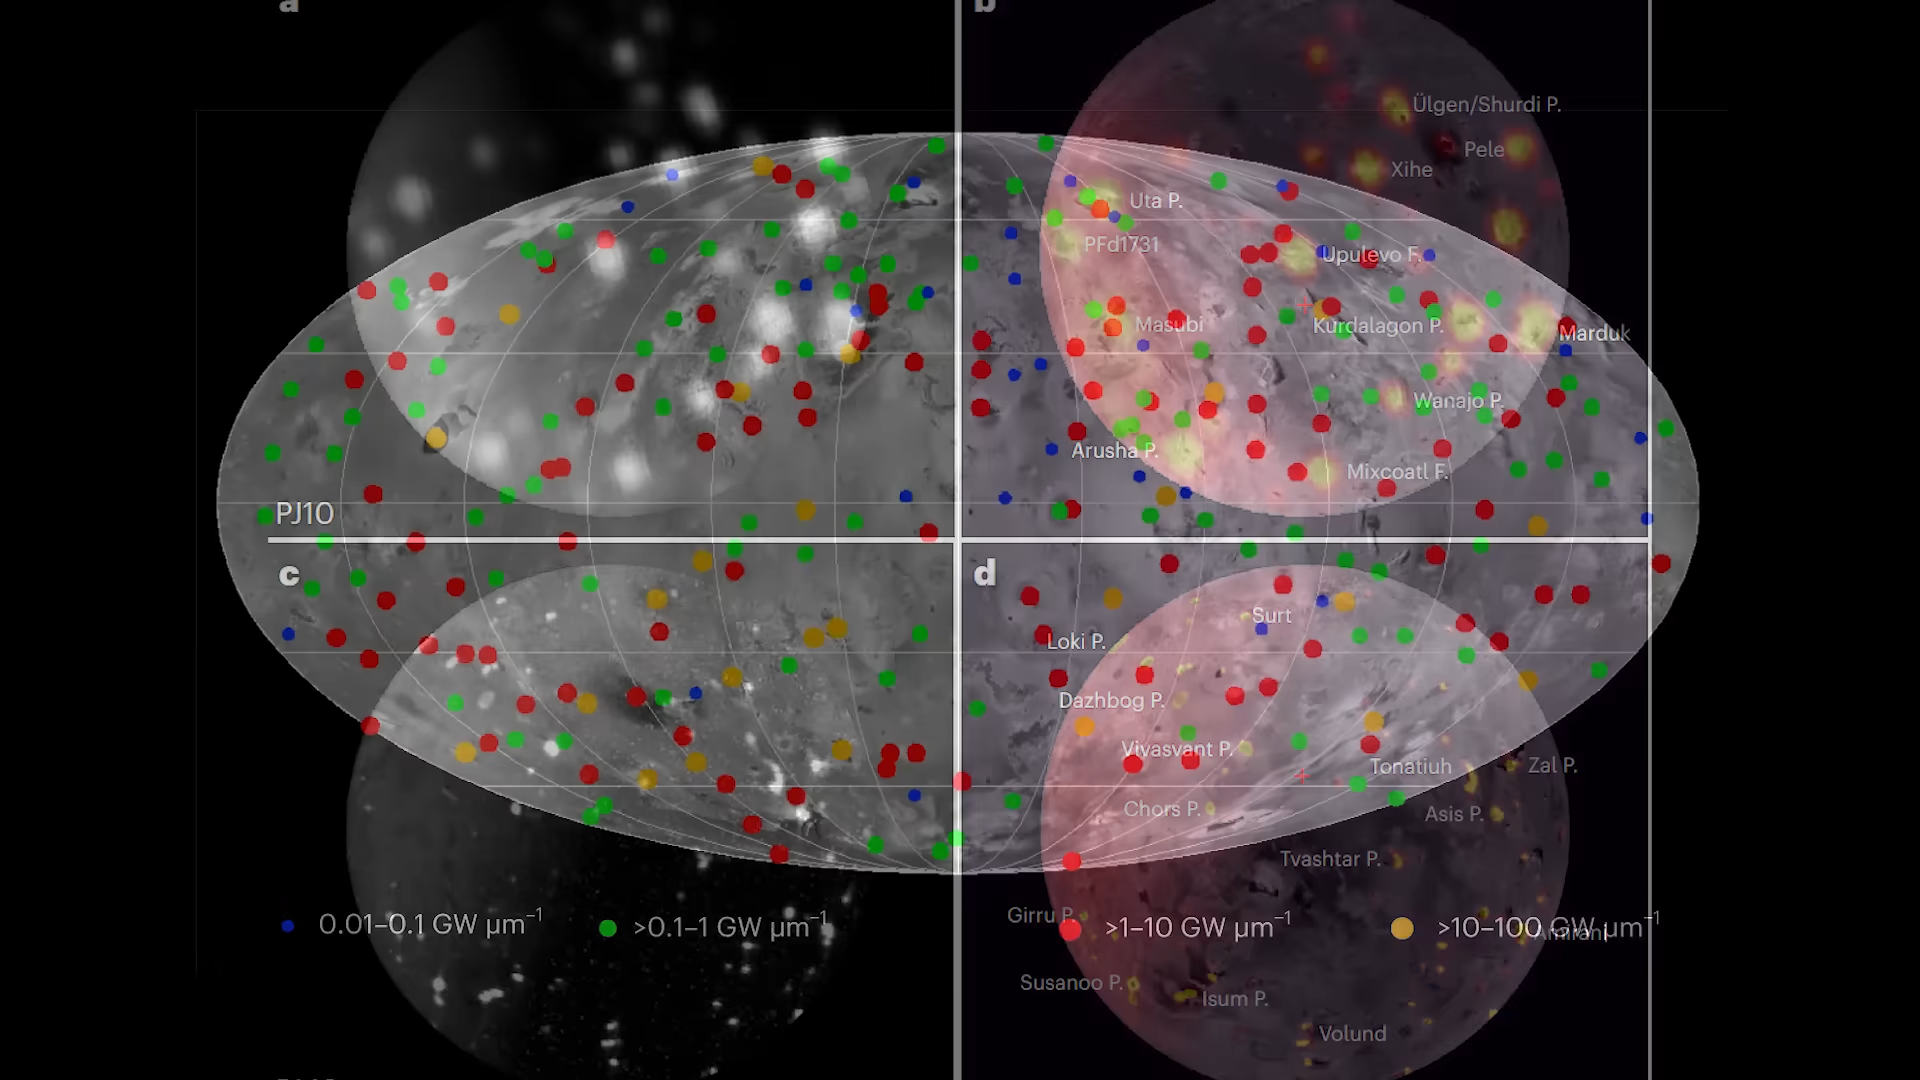 a
b
Ülgen/Shurdi P.
Pele
Xihe
Uta P.
PFd1731
Upulevo F.
Masubi
Kurdalagon P.
Marduk
Wanajo P.
Arusha P.
Mixcoatl F.
PJ10
c
d
Surt
Loki P.
Dazhbog P.
Vivasvant P.
Tonatiuh
Zal P.
Chors P.
Asis P.
Tvashtar P.
Girru P.
0.01–0.1 GW µm⁻¹
>0.1–1 GW µm⁻¹
>1–10 GW µm⁻¹
>10–100 GW µm⁻¹
Amirani
Susanoo P.
Isum P.
Volund